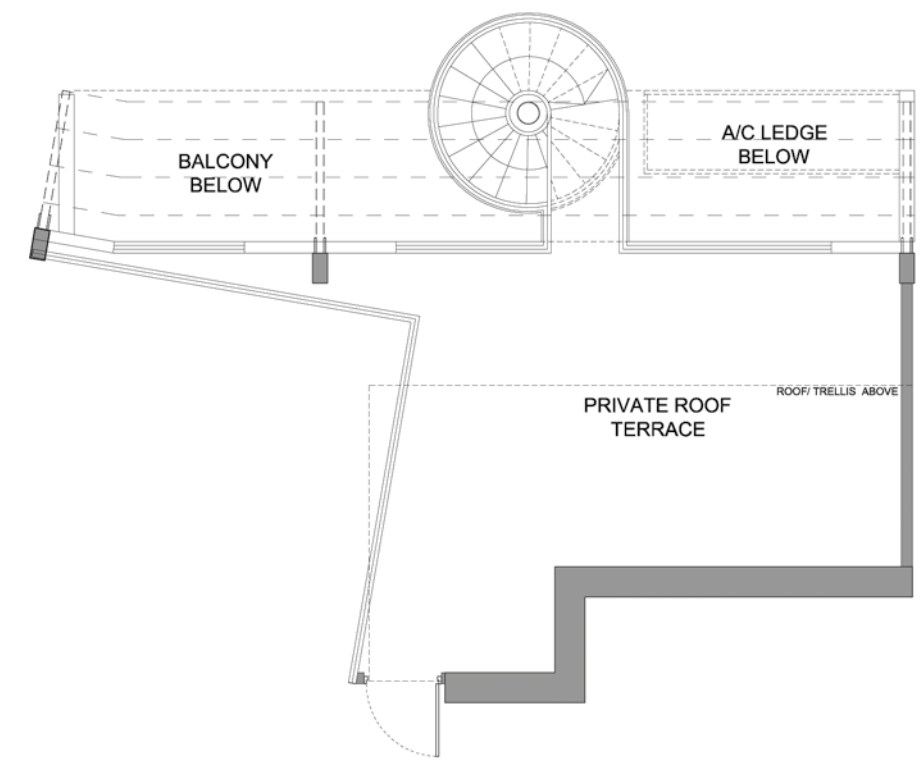 BALCONY
BELOW
A/C LEDGE
BELOW
ROOF/ TRELLIS ABOVE
PRIVATE ROOF
TERRACE